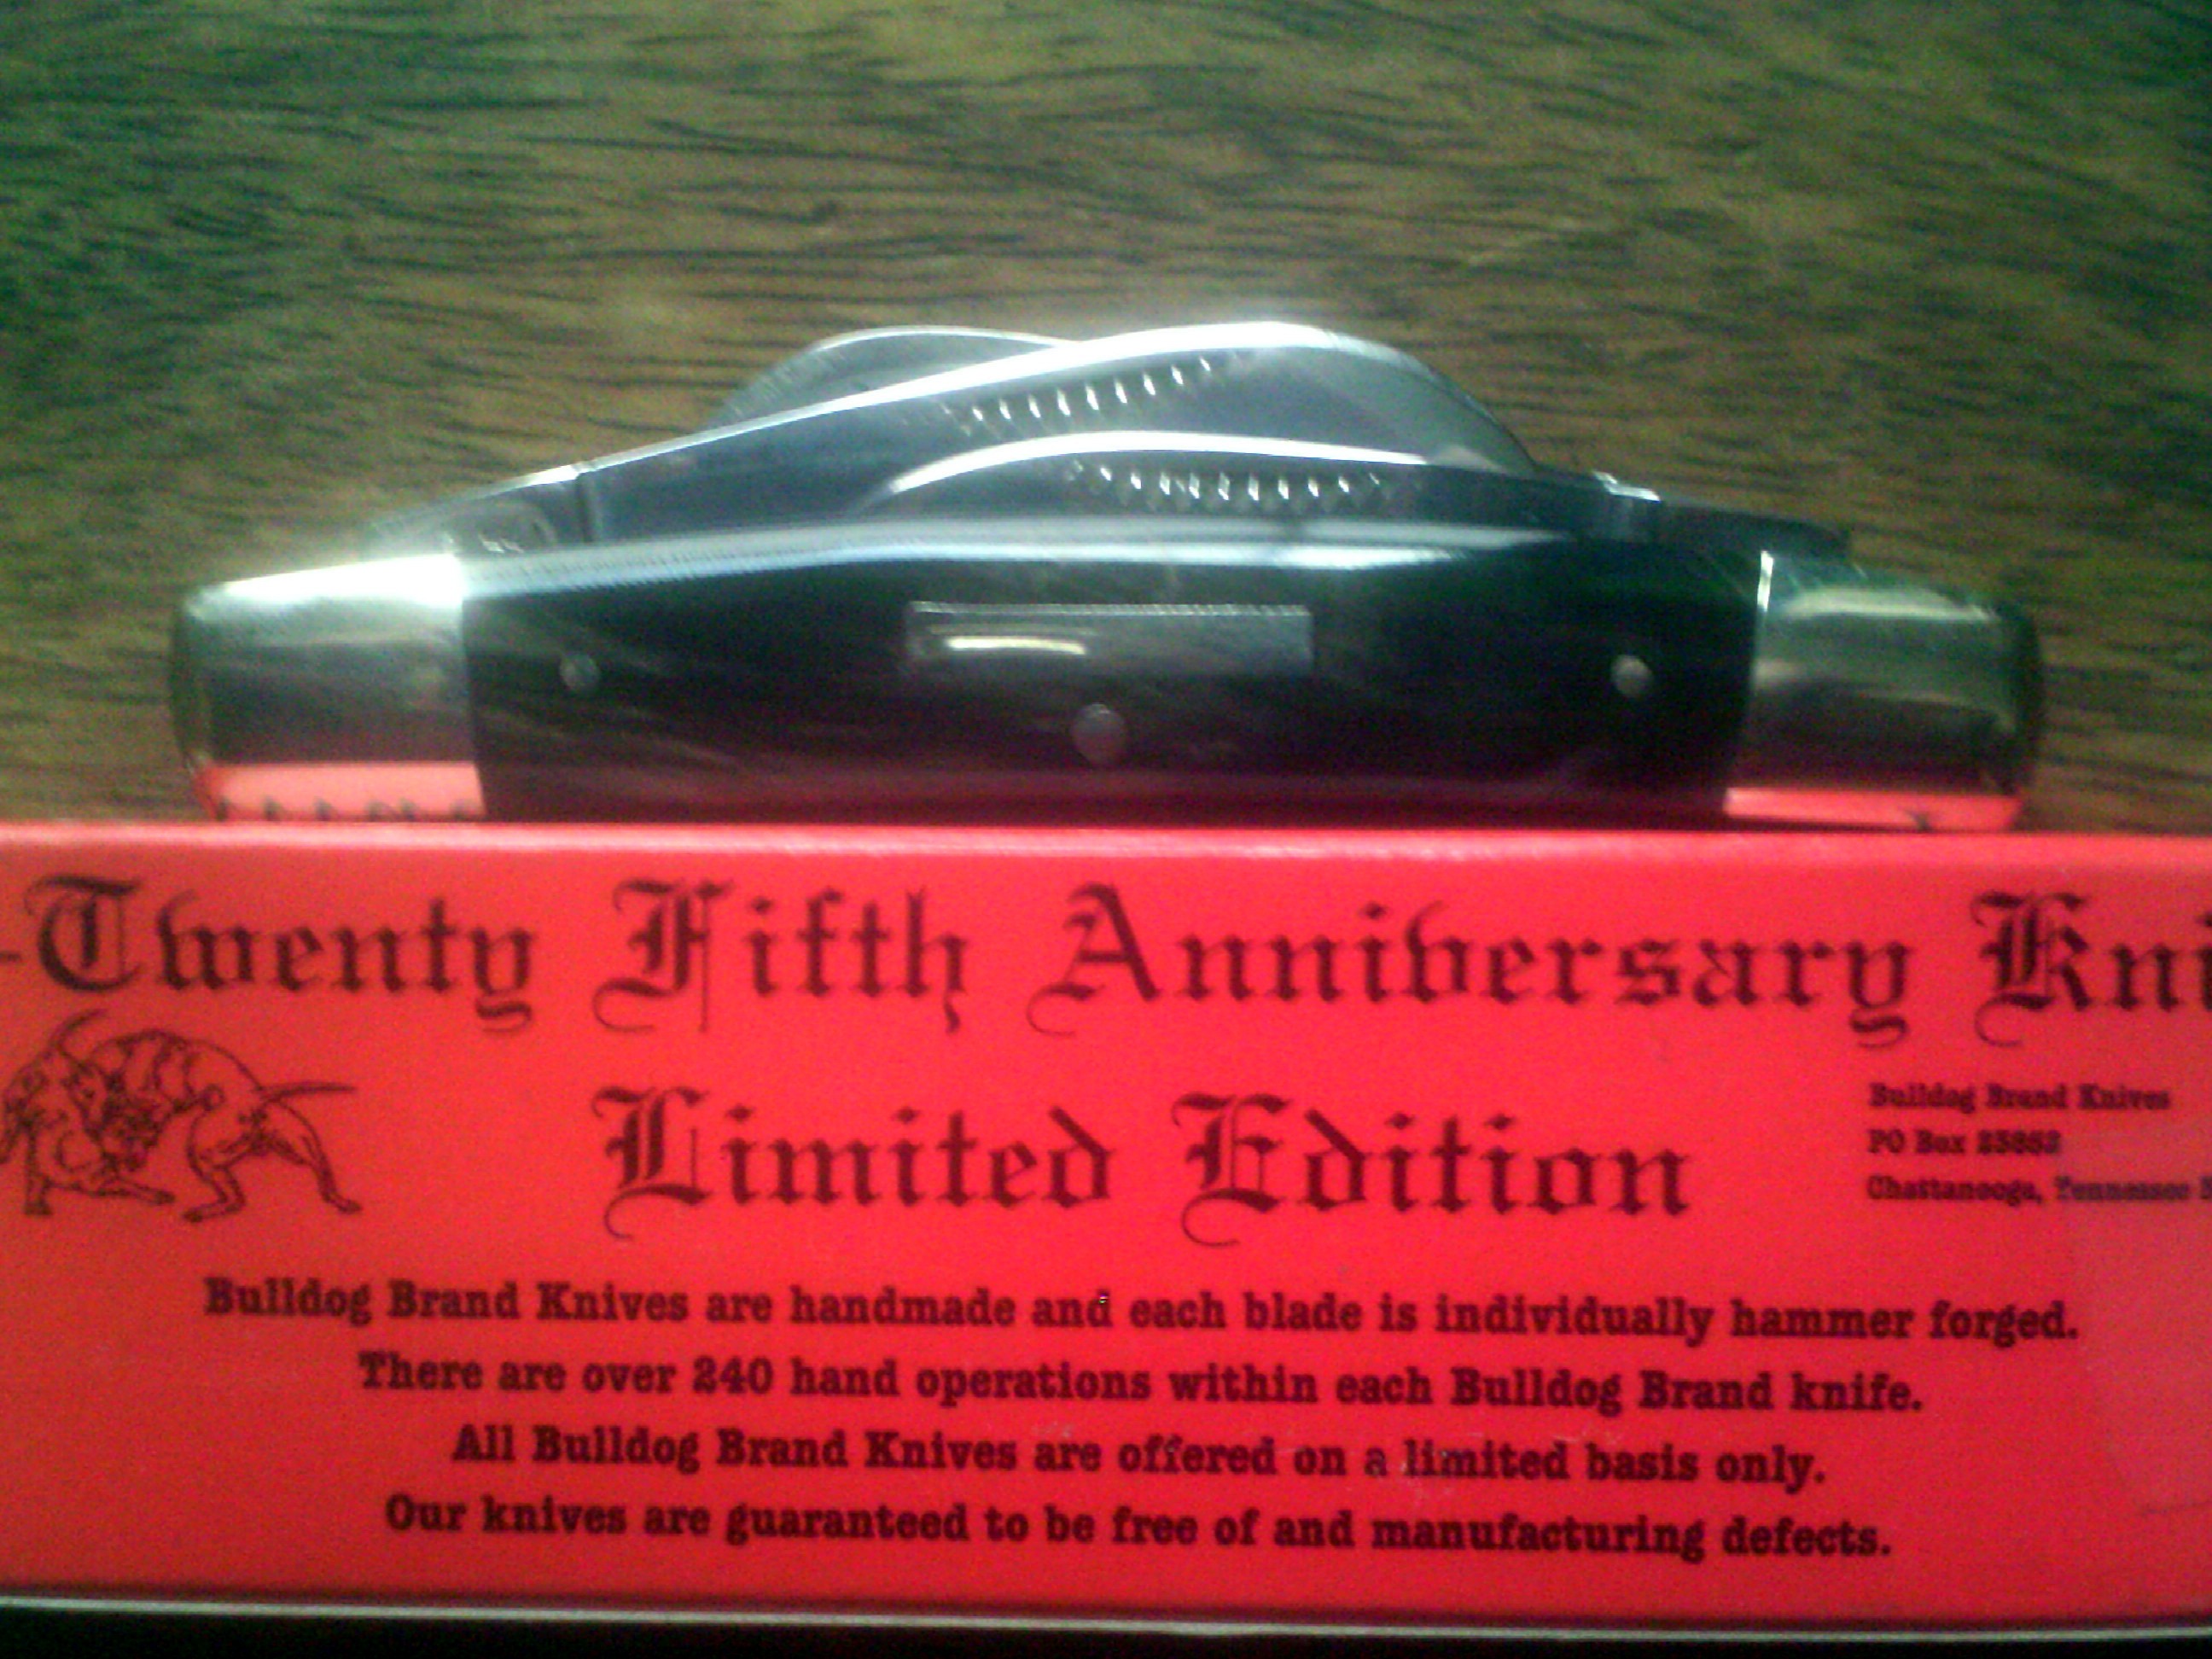 -Twenty Fifth Anniversary Kni
Limited Edition
Bulldog Brand Knives
PO Box
Chattanooga, Tennessee
Bulldog Brand Knives are handmade and each blade is individually hammer forged.
There are over 240 hand operations within each Bulldog Brand knife.
All Bulldog Brand Knives are offered on a limited basis only.
Our knives are guaranteed to be free of and manufacturing defects.